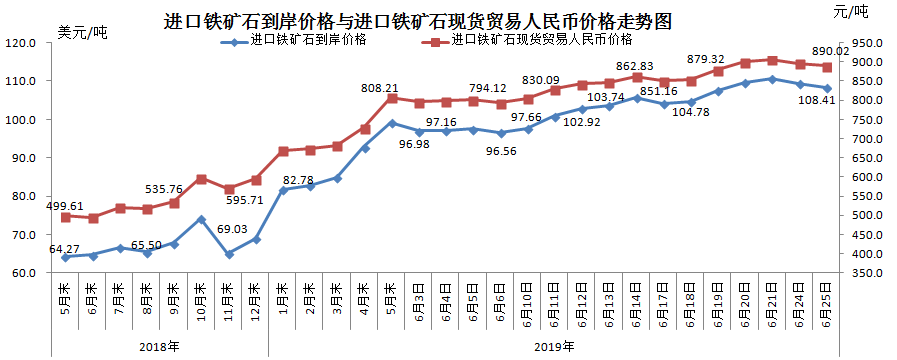 进口铁矿石到岸价格与进口铁矿石现货贸易人民币价格走势图
美元/吨
元/吨
进口铁矿石到岸价格
进口铁矿石现货贸易人民币价格
120.0
110.0
100.0
90.0
80.0
70.0
60.0
950.0
900.0
850.0
800.0
750.0
700.0
650.0
600.0
550.0
500.0
450.0
400.0
350.0
499.61
535.76
595.71
808.21
794.12
830.09
862.83
851.16
879.32
890.02
64.27
65.50
69.03
82.78
96.98
97.16
96.56
97.66
102.92
103.74
104.78
108.41
5月末
6月末
7月末
8月末
9月末
10月末
11月末
12月末
1月末
2月末
3月末
4月末
5月末
6月3日
6月4日
6月5日
6月6日
6月10日
6月11日
6月12日
6月13日
6月14日
6月17日
6月18日
6月19日
6月20日
6月21日
6月24日
6月25日
2018年
2019年